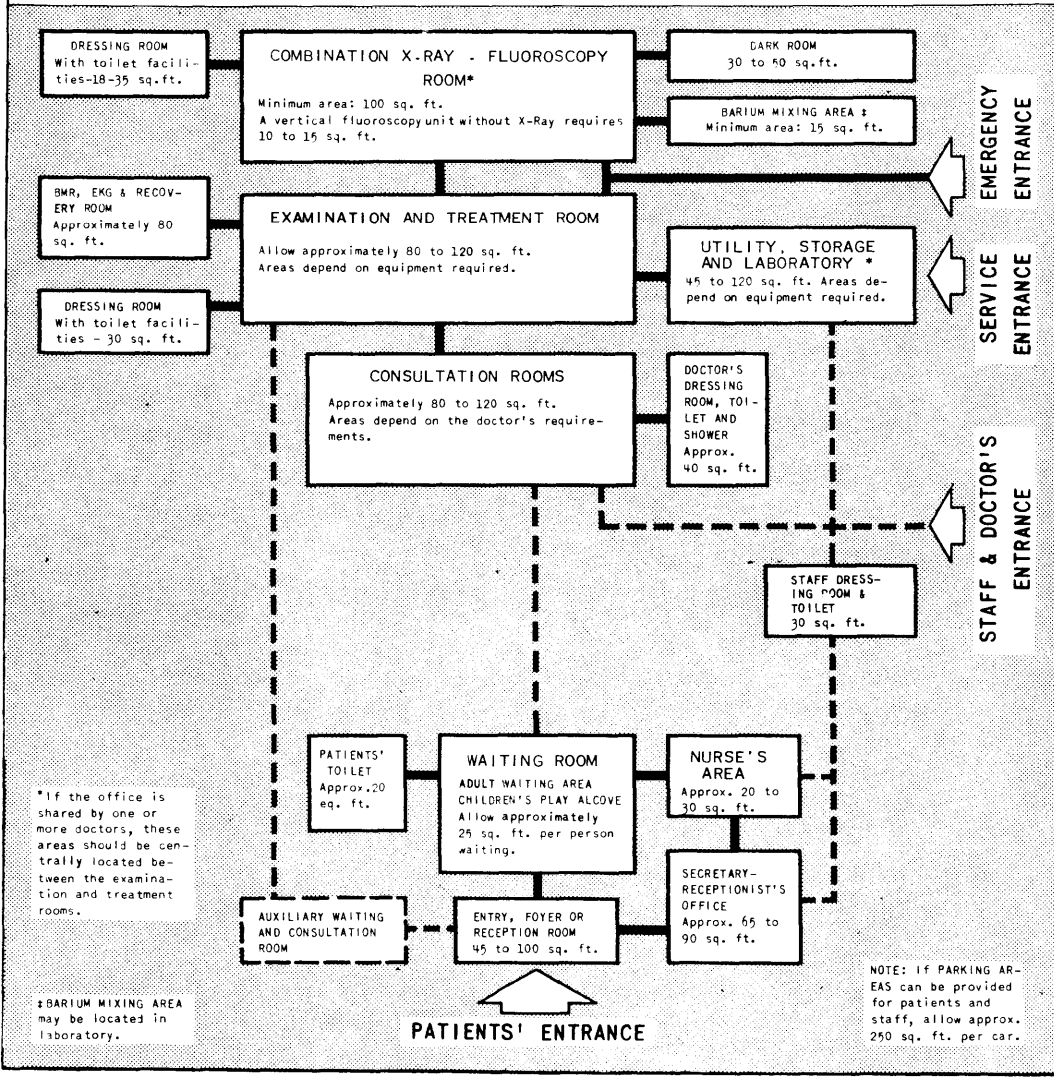 DRESSING ROOM
With toilet facili-
ties-18-35 sq.ft.
COMBINATION X-RAY - FLUOROSCOPY
ROOM*
Minimum area: 100 sq. ft.
A vertical fluoroscopy unit without X-Ray requires
10 to 15 sq. ft.
DARK ROOM
30 to 50 sq.ft.
BARIUM MIXING AREA ‡
Minimum area: 15 sq. ft.
EMERGENCY
ENTRANCE
BMR, EKG & RECOV-
ERY ROOM
Approximately 80
sq. ft.
EXAMINATION AND TREATMENT ROOM
Allow approximately 80 to 120 sq. ft.
Areas depend on equipment required.
UTILITY, STORAGE
AND LABORATORY *
45 to 120 sq. ft. Areas de-
pend on equipment required.
SERVICE
ENTRANCE
DRESSING ROOM
With toilet facili-
ties - 30 sq. ft.
CONSULTATION ROOMS
Approximately 80 to 120 sq. ft.
Areas depend on the doctor's require-
ments.
DOCTOR'S
DRESSING
ROOM, TOI-
LET AND
SHOWER
Approx.
40 sq. ft.
STAFF & DOCTOR'S
ENTRANCE
STAFF DRESS-
ING ROOM &
TOILET
30 sq. ft.
PATIENTS'
TOILET
Approx.20
eq. ft.
WAITING ROOM
ADULT WAITING AREA
CHILDREN'S PLAY ALCOVE
Allow approximately
25 sq. ft. per person
waiting.
NURSE'S
AREA
Approx. 20 to
30 sq. ft.
*If the office is
shared by one or
more doctors, these
areas should be cen-
trally located be-
tween the examina-
tion and treatment
rooms.
SECRETARY-
RECEPTIONIST'S
OFFICE
Approx. 65 to
90 sq. ft.
AUXILIARY WAITING
AND CONSULTATION
ROOM
ENTRY, FOYER OR
RECEPTION ROOM
45 to 100 sq. ft.
NOTE: If PARKING AR-
EAS can be provided
for patients and
staff, allow approx.
250 sq. ft. per car.
‡BARIUM MIXING AREA
may be located in
laboratory.
PATIENTS' ENTRANCE